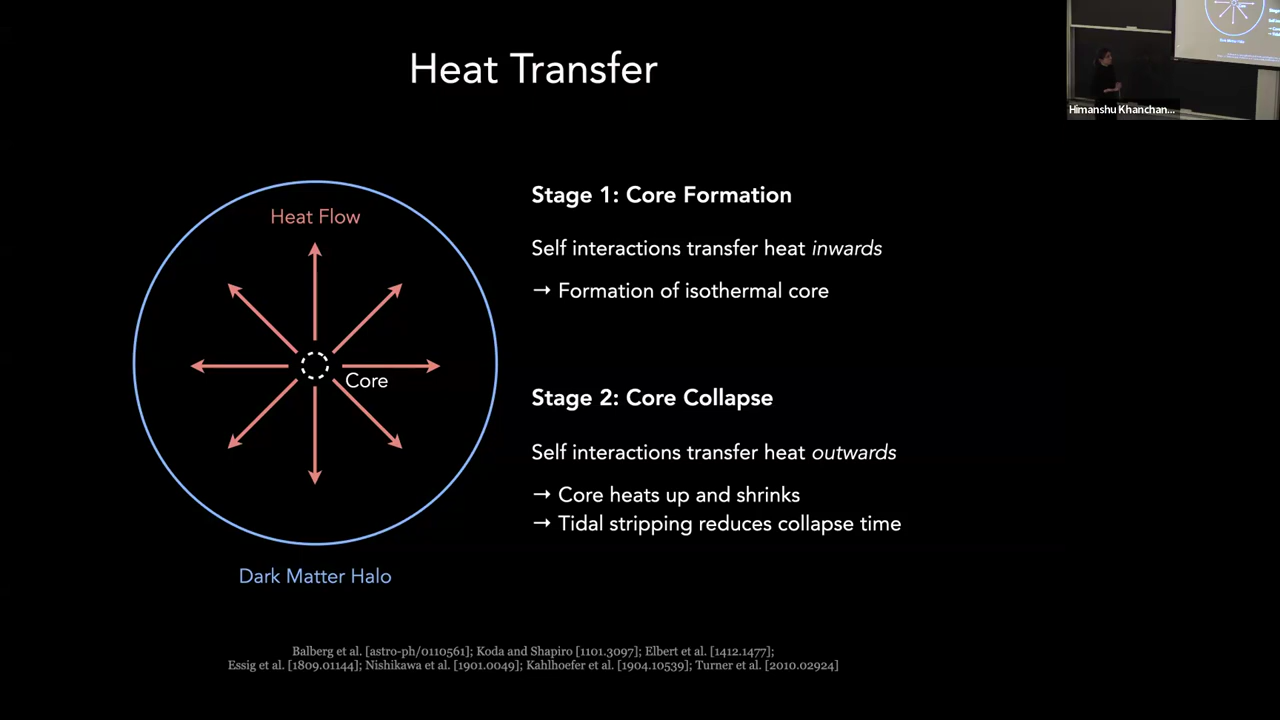 Heat Transfer
Himanshu Khanchan...
Heat Flow
Core
Dark Matter Halo
Stage 1: Core Formation
Self interactions transfer heat inwards
→ Formation of isothermal core
Stage 2: Core Collapse
Self interactions transfer heat outwards
→ Core heats up and shrinks
→ Tidal stripping reduces collapse time
Balberg et al. [astro-ph/0110561]; Koda and Shapiro [1101.3097]; Elbert et al. [1412.1477];
Essig et al. [1809.01144]; Nishikawa et al. [1901.0049]; Kahlhoefer et al. [1904.10539]; Turner et al. [2010.02924]